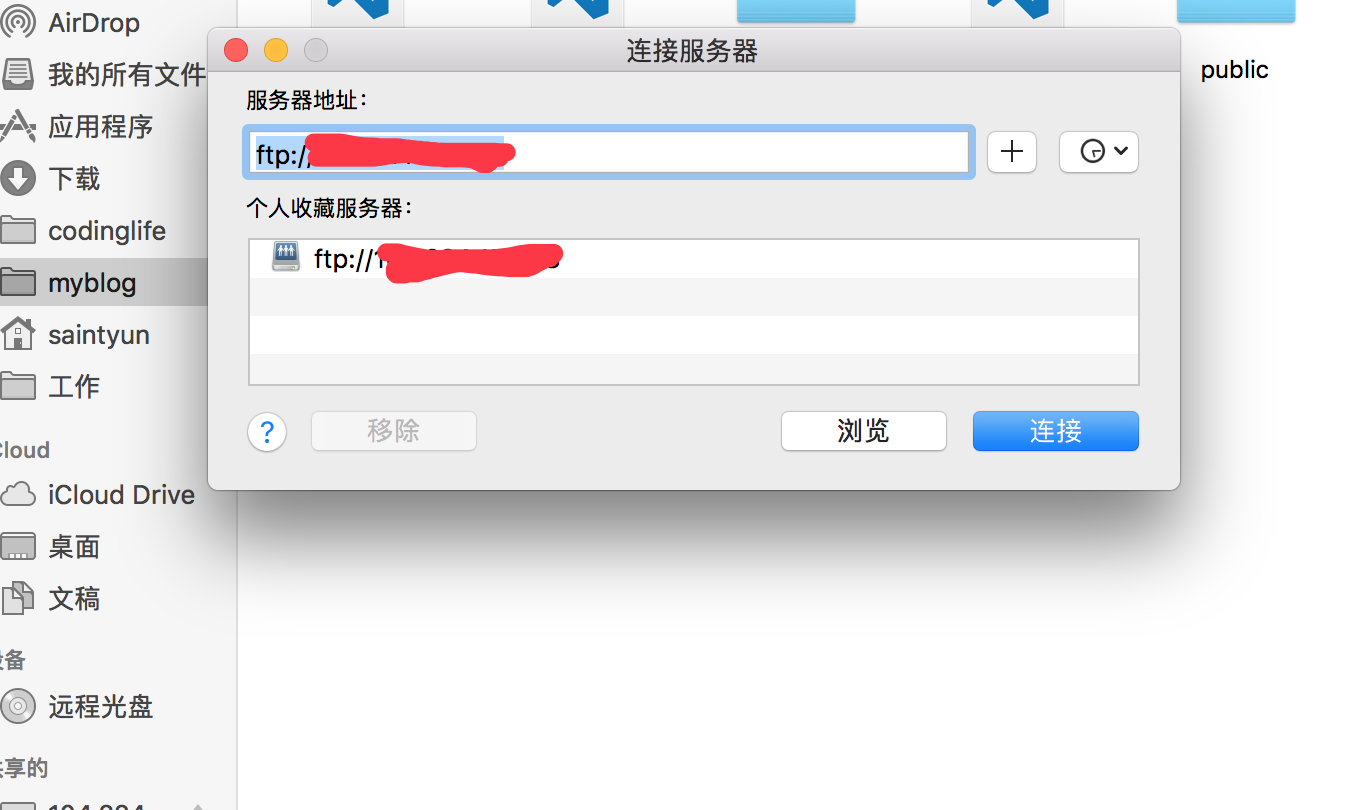 AirDrop
我的所有文件
应用程序
下载
codinglife
myblog
saintyun
工作
Cloud
iCloud Drive
桌面
文稿
设备
远程光盘
共享的
连接服务器
服务器地址：
ftp://
个人收藏服务器：
ftp://1
?
移除
浏览
连接
public